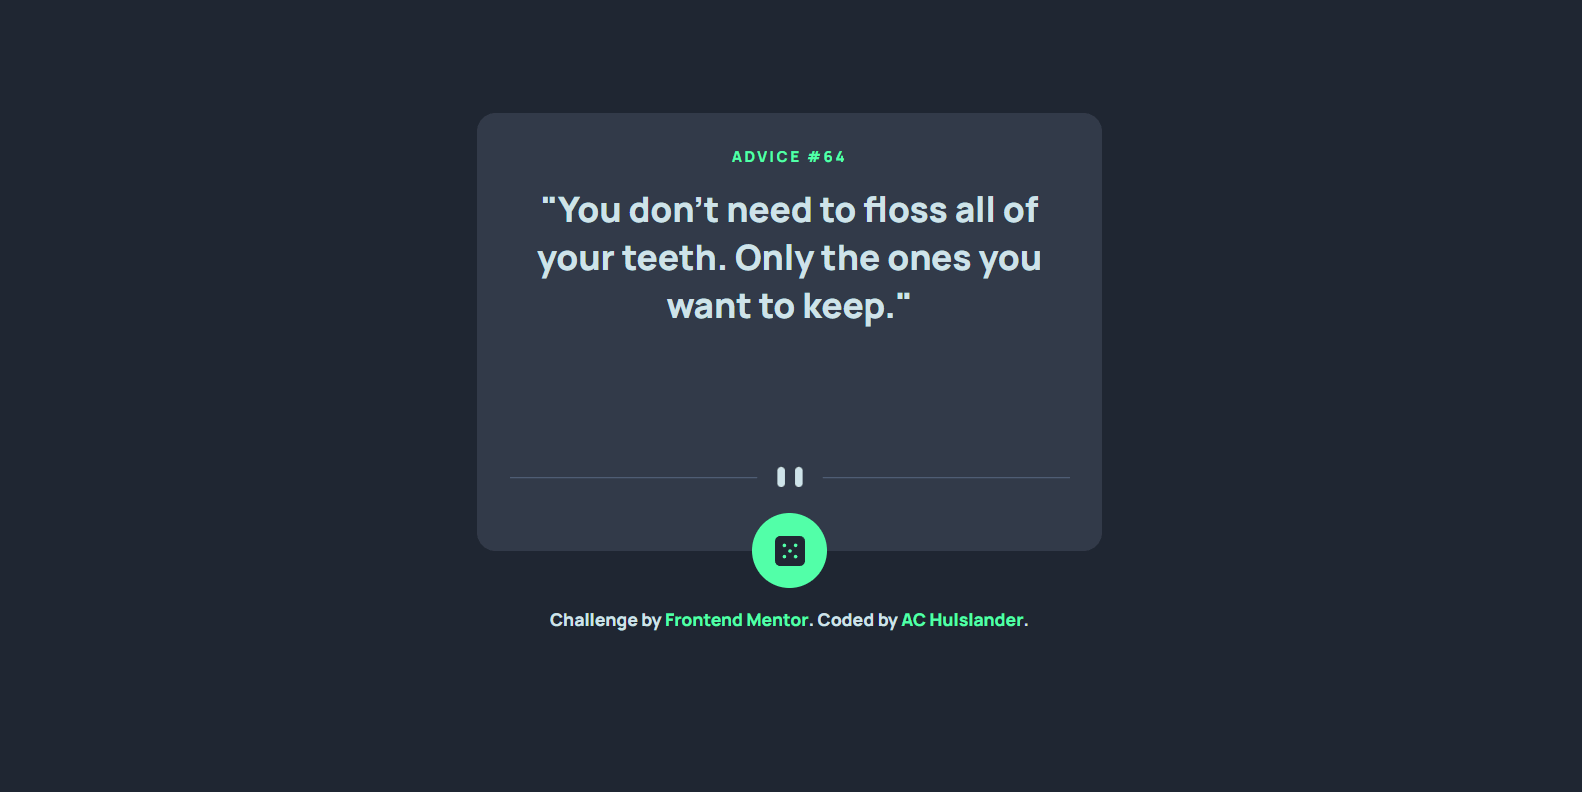 ADVICE #64
"You don’t need to floss all of
your teeth. Only the ones you
want to keep."
Challenge by Frontend Mentor. Coded by AC Hulslander.